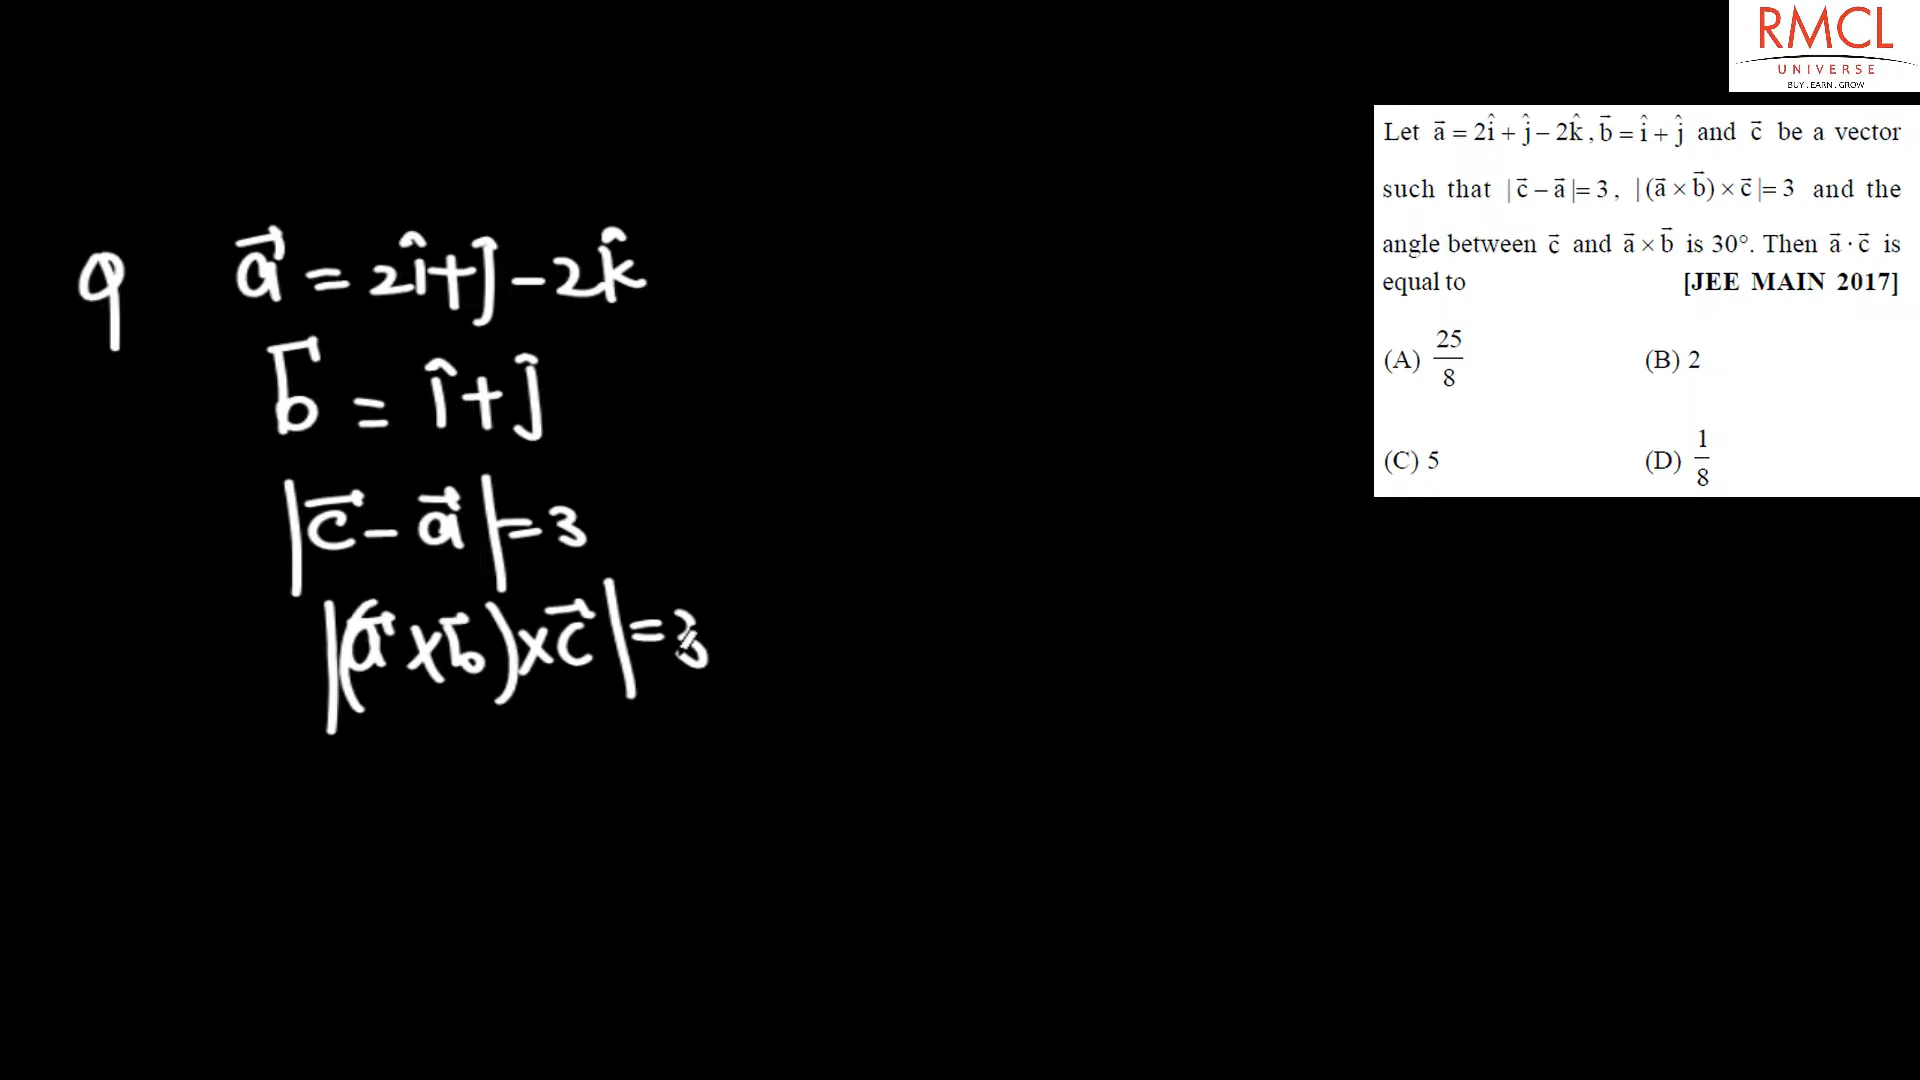 RMCL
UNIVERSE
BUY . EARN . GROW
Let a⃗ = 2î + ĵ − 2k̂ , b⃗ = î + ĵ and c⃗ be a vector
such that | c⃗ − a⃗ |= 3 , | (a⃗ × b⃗) × c⃗ |= 3 and the
angle between c⃗ and a⃗ × b⃗ is 30°. Then a⃗ · c⃗ is
equal to [JEE MAIN 2017]
(A) 25/8 (B) 2
(C) 5 (D) 1/8
9 a⃗ = 2î + ĵ − 2k̂
b⃗ = î + ĵ
| c⃗ − a⃗ | = 3
| (a⃗ × b⃗) × c⃗ | = 3